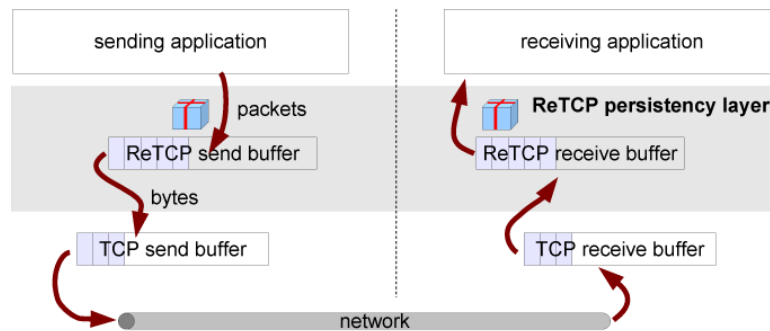 sending application
receiving application
packets
ReTCP persistency layer
ReTCP send buffer
ReTCP receive buffer
bytes
TCP send buffer
TCP receive buffer
network